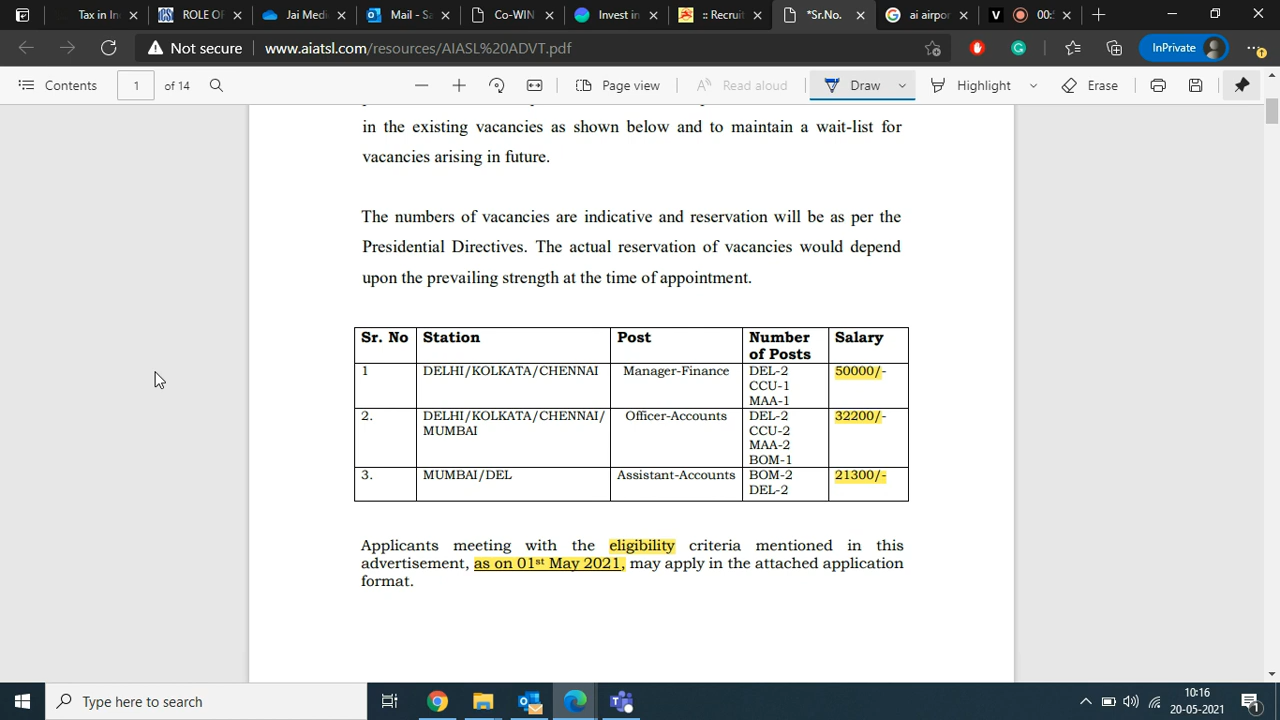 Tax in In
ROLE OF
Jai Medi
Mail - Sa
Co-WIN
Invest in
:: Recruit
*Sr.No.
ai airpor
V
00:
Not secure
www.aiatsl.com/resources/AIASL%20ADVT.pdf
InPrivate
Contents
1
of 14
Page view
Read aloud
Draw
Highlight
Erase
in the existing vacancies as shown below and to maintain a wait-list for
vacancies arising in future.
The numbers of vacancies are indicative and reservation will be as per the
Presidential Directives. The actual reservation of vacancies would depend
upon the prevailing strength at the time of appointment.
Sr. No Station Post Number of Posts Salary
1 DELHI/KOLKATA/CHENNAI Manager-Finance DEL-2 50000/-
CCU-1
MAA-1
2. DELHI/KOLKATA/CHENNAI/ Officer-Accounts DEL-2 32200/-
MUMBAI CCU-2
MAA-2
BOM-1
3. MUMBAI/DEL Assistant-Accounts BOM-2 21300/-
DEL-2
Applicants meeting with the eligibility criteria mentioned in this
advertisement, as on 01st May 2021, may apply in the attached application
format.
Type here to search
10:16
20-05-2021